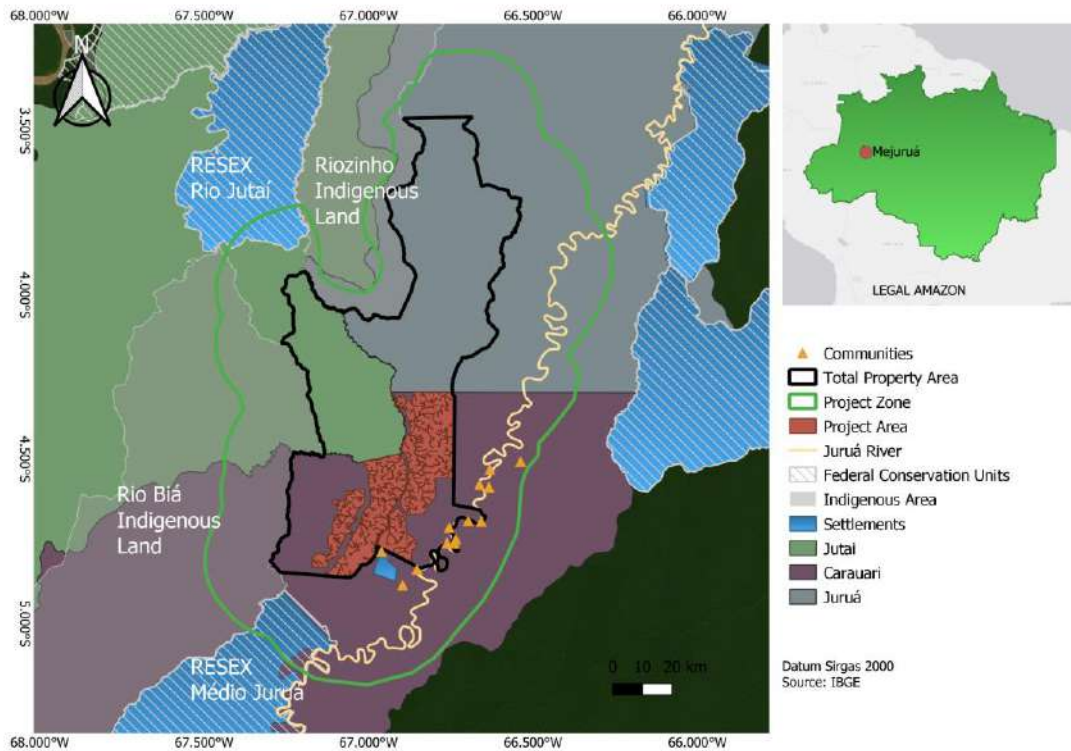 68.000°W 67.500°W 67.000°W 66.500°W 66.000°W
N
3.500°S
4.000°S
4.500°S
5.000°S
RESEX
Rio Jutaí
Riozinho
Indigenous
Land
Rio Biá
Indigenous
Land
RESEX
Médio Juruá
0 10 20 km
68.000°W 67.500°W 67.000°W 66.500°W 66.000°W
Mejuruá
LEGAL AMAZON
Communities
Total Property Area
Project Zone
Project Area
Juruá River
Federal Conservation Units
Indigenous Area
Settlements
Jutai
Carauari
Juruá
Datum Sirgas 2000
Source: IBGE